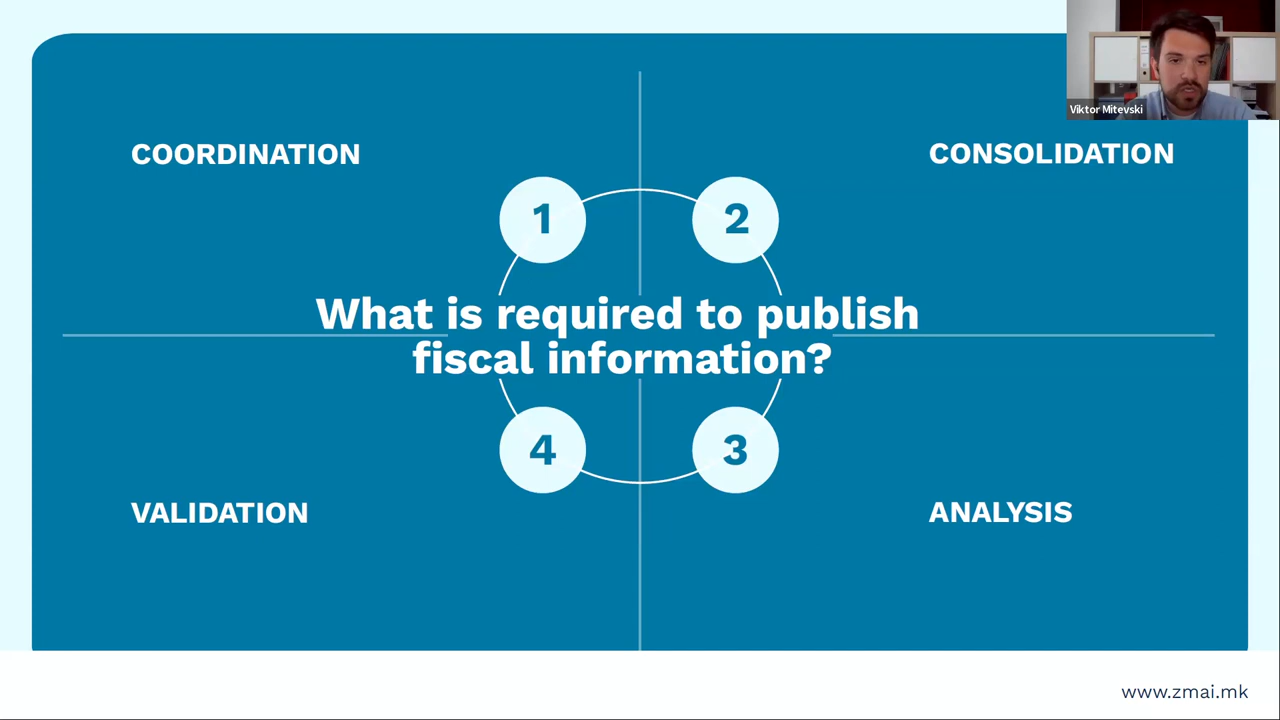 Viktor Mitevski
COORDINATION
CONSOLIDATION
1
2
What is required to publish
fiscal information?
4
3
VALIDATION
ANALYSIS
www.zmai.mk